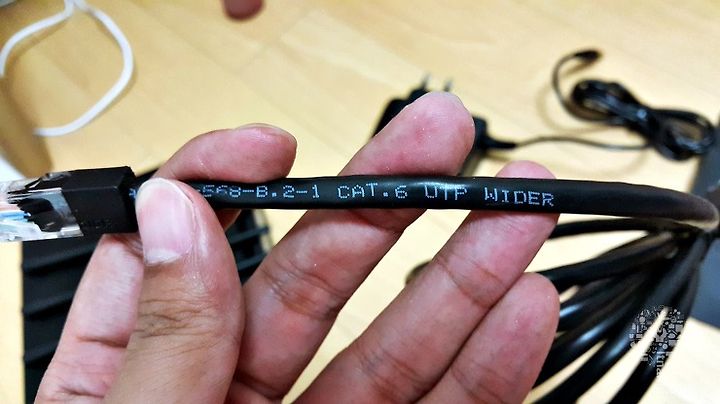 -568-B.2-1 CAT.6 UTP WIDER